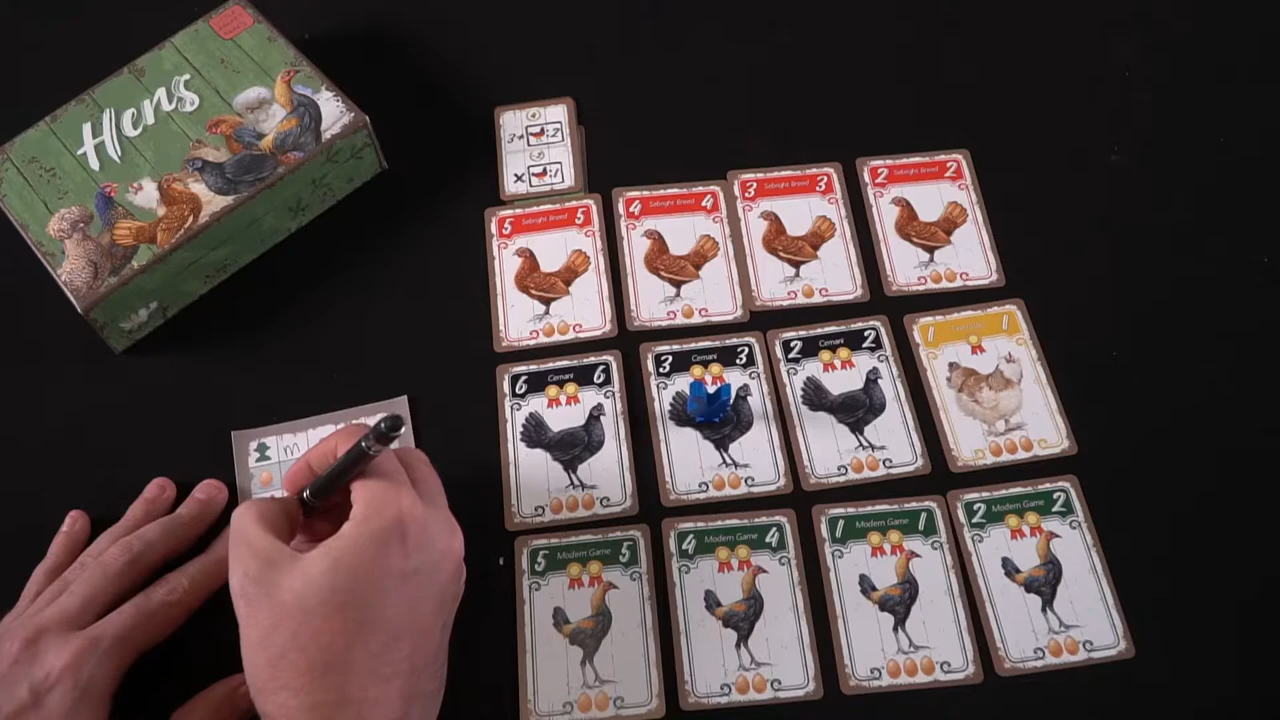 Hens
3+ :2
x :1
5 Sebright Breed 5
4 Sebright Breed 4
3 Sebright Breed 3
2 Sebright Breed 2
6 Cemani 6
3 Cemani 3
2 Cemani 2
1 1
m
5 Modern Game 5
4 Modern Game 4
1 Modern Game 1
2 Modern Game 2